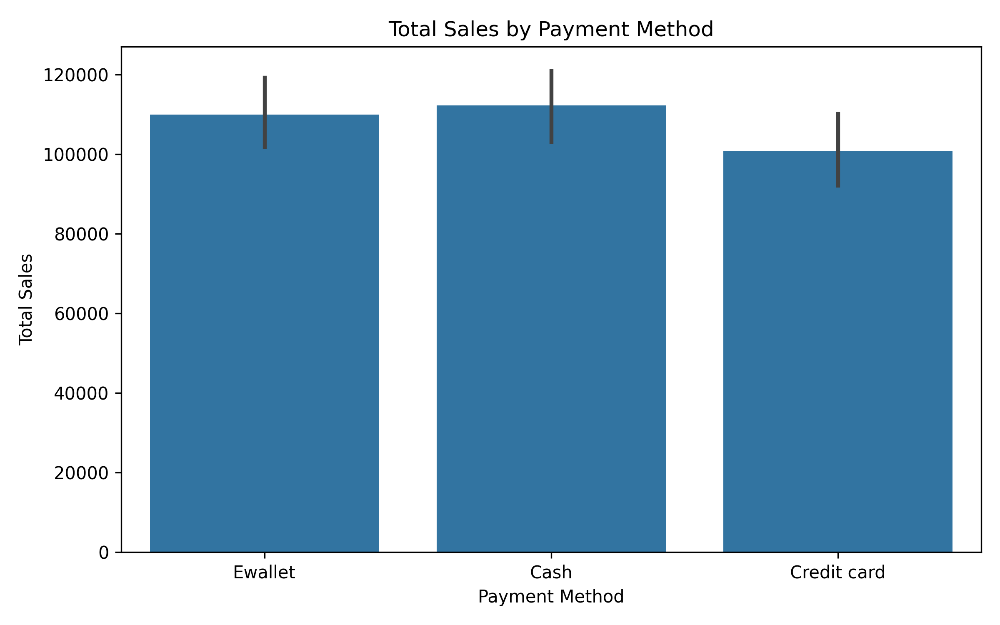 Total Sales by Payment Method
120000
100000
80000
60000
40000
20000
0
Total Sales
Ewallet
Cash
Credit card
Payment Method